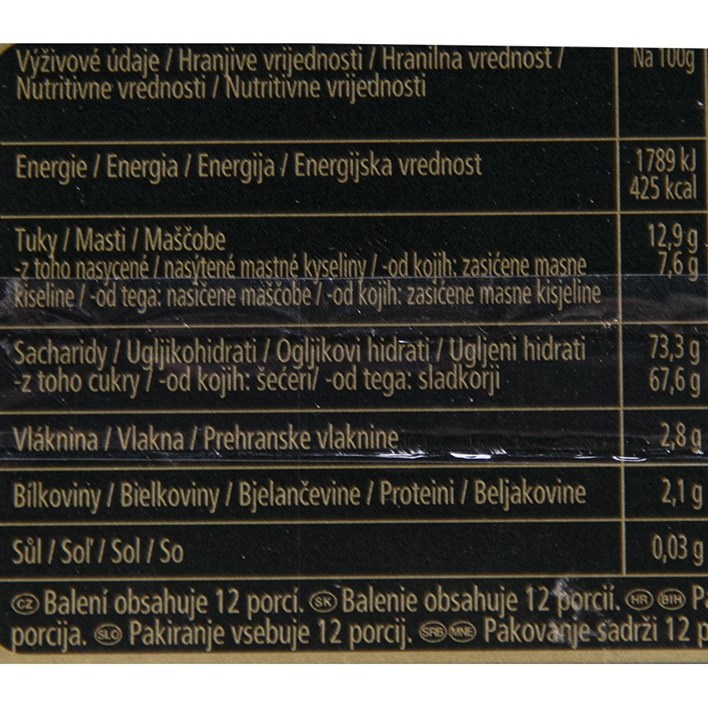 Výživové údaje / Hranjive vrijednosti / Hranilna vrednost / Na 100g
Nutritivne vrednosti / Nutritivne vrijednosti
Energie / Energia / Energija / Energijska vrednost 1789 kJ
425 kcal
Tuky / Masti / Maščobe 12,9 g
-z toho nasycené / nasýtené mastné kyseliny / -od kojih: zasićene masne 7,6 g
kiseline / -od tega: nasičene maščobe / -od kojih: zasićene masne kisjeline
Sacharidy / Ugljikohidrati / Ogljikovi hidrati / Ugljeni hidrati 73,3 g
-z toho cukry / -od kojih: šećeri/ -od tega: sladkorji 67,6 g
Vláknina / Vlakna / Prehranske vlaknine 2,8 g
Bílkoviny / Bielkoviny / Bjelančevine / Proteini / Beljakovine 2,1 g
Sůl / Soľ / Sol / So 0,03 g
CZ Balení obsahuje 12 porcí. SK Balenie obsahuje 12 porcii. HR BIH
porcija. SLO Pakiranje vsebuje 12 porcij. SRB MNE Pakovanje sadrži 12 p